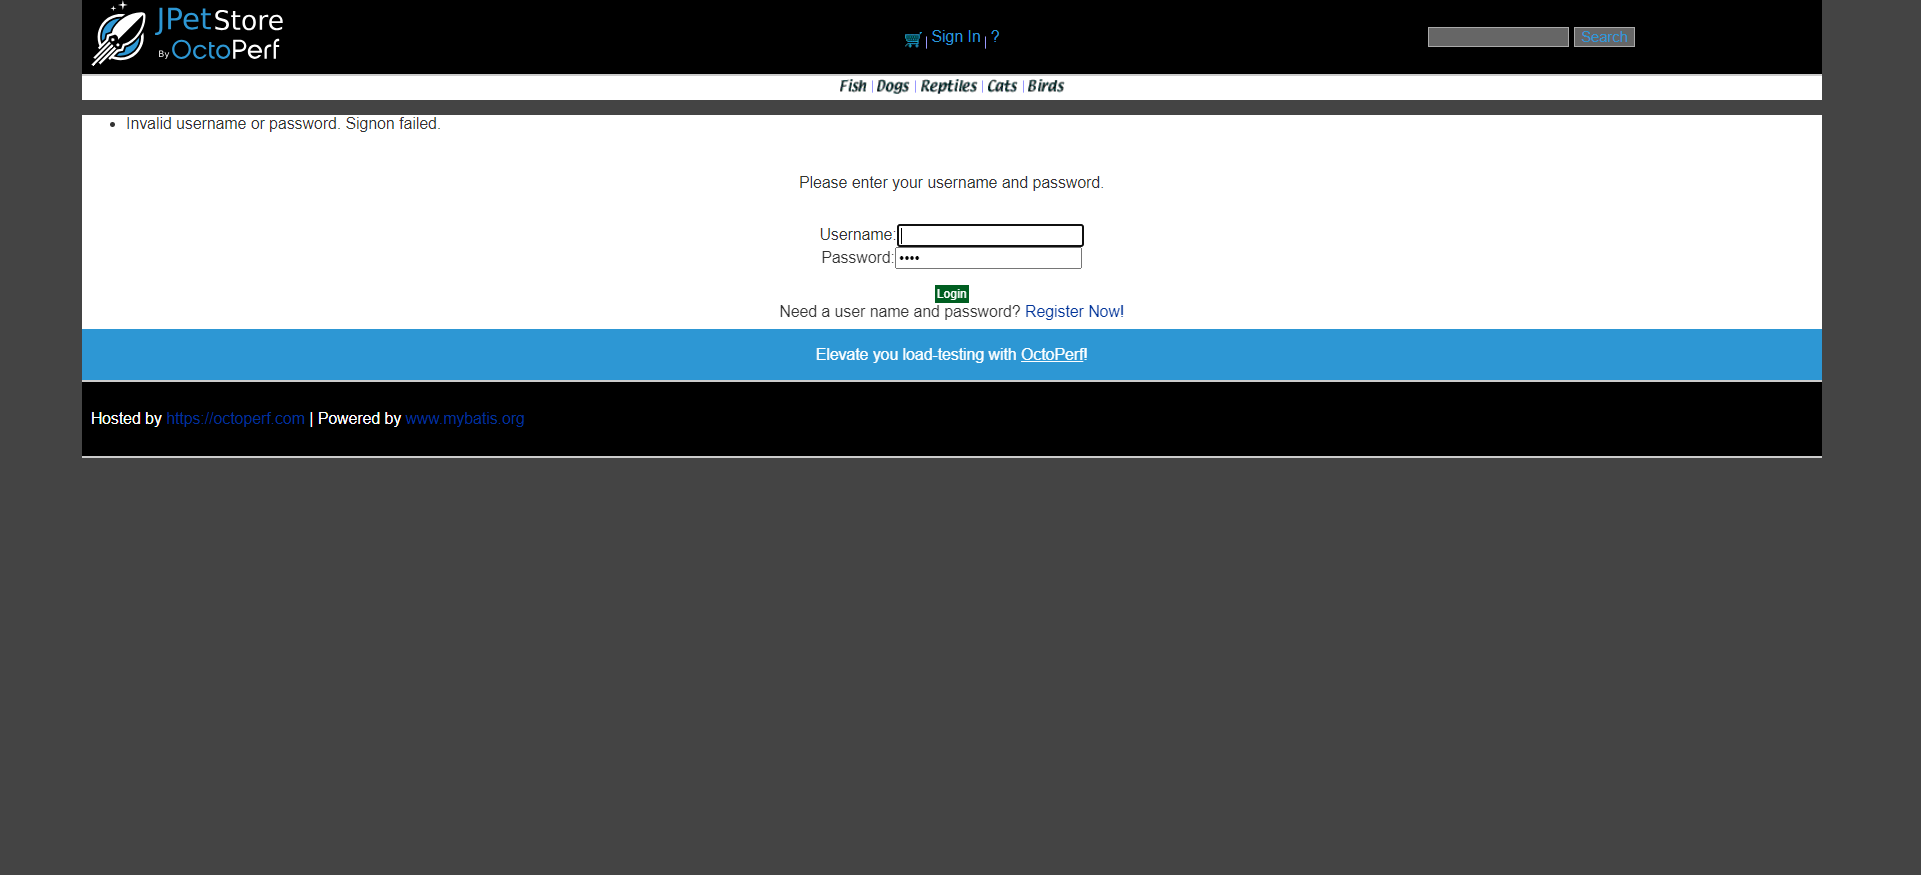 JPetStore
By OctoPerf
| Sign In | ?
Search
Fish | Dogs | Reptiles | Cats | Birds
• Invalid username or password. Signon failed.
Please enter your username and password.
Username:
Password:••••
Login
Need a user name and password? Register Now!
Elevate you load-testing with OctoPerf!
Hosted by https://octoperf.com | Powered by www.mybatis.org